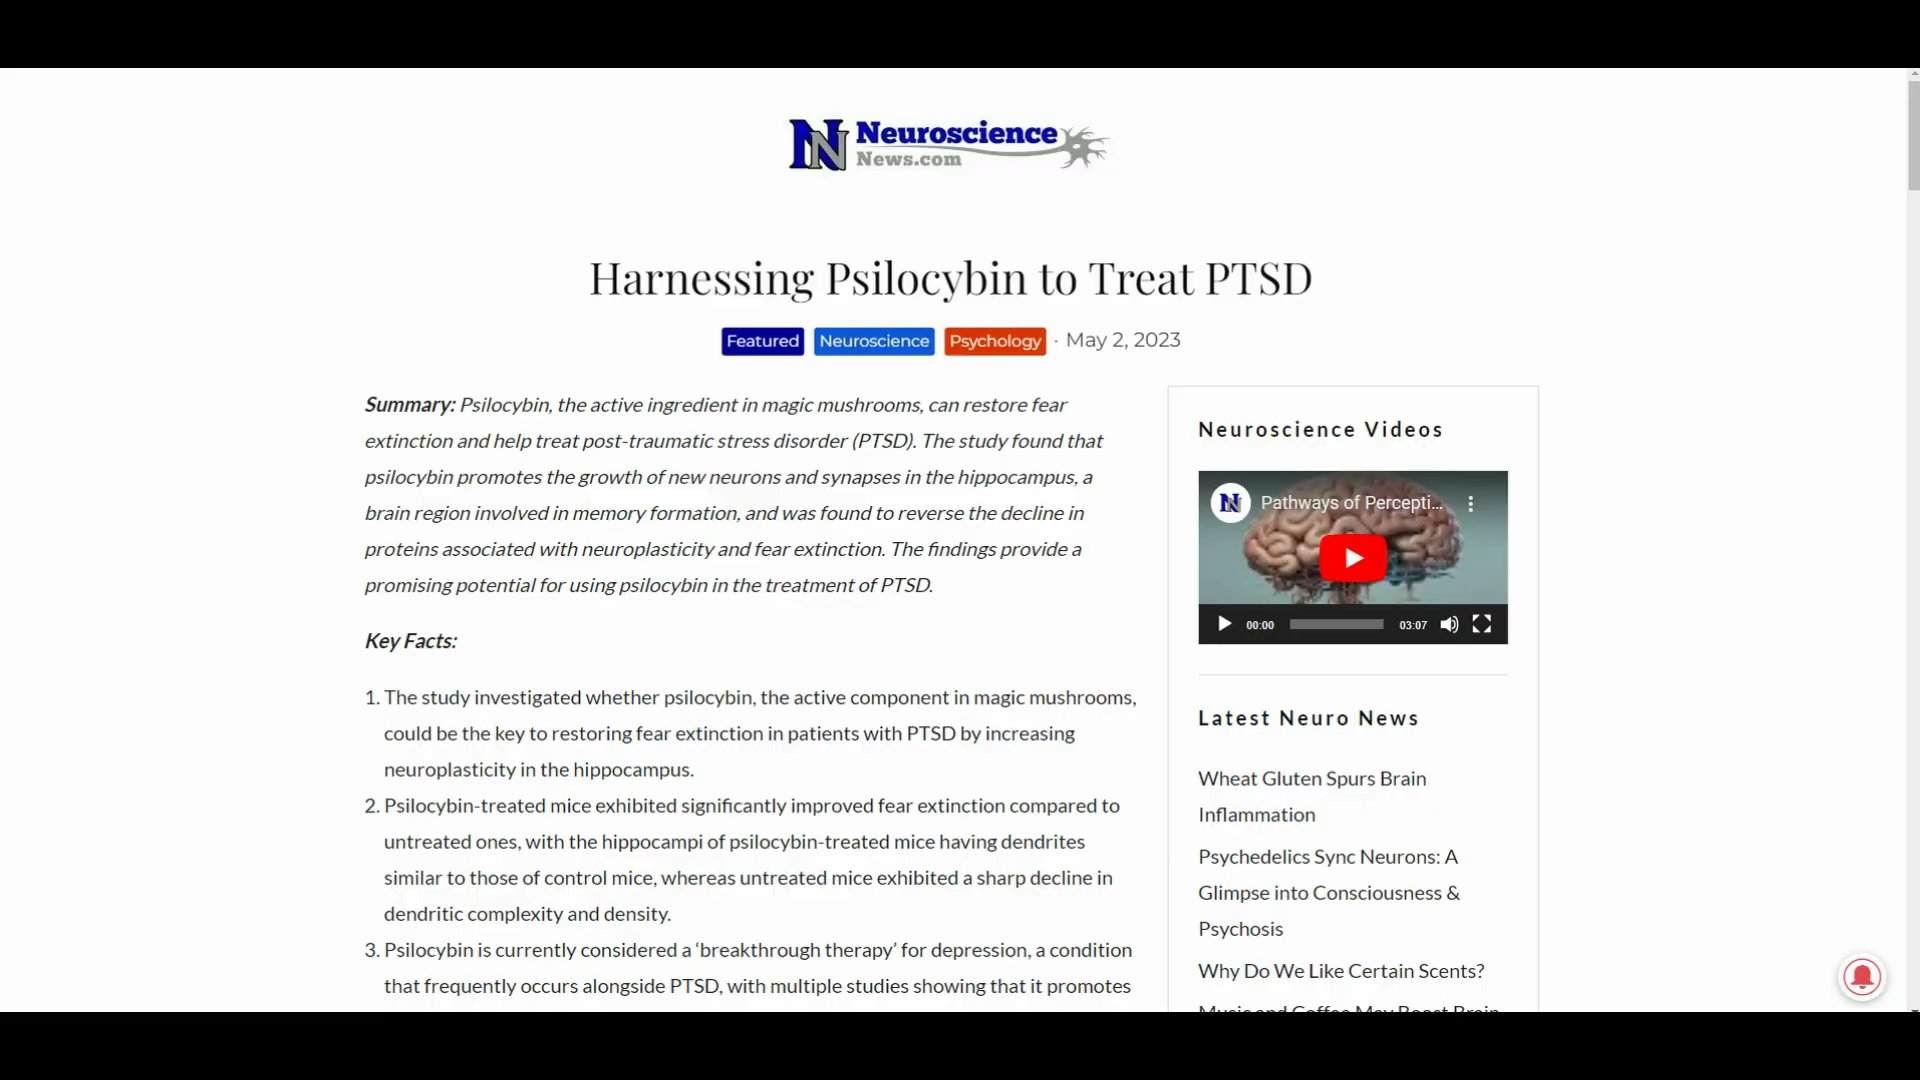 Neuroscience
News.com
Harnessing Psilocybin to Treat PTSD
Featured Neuroscience Psychology · May 2, 2023
Summary: Psilocybin, the active ingredient in magic mushrooms, can restore fear
extinction and help treat post-traumatic stress disorder (PTSD). The study found that
psilocybin promotes the growth of new neurons and synapses in the hippocampus, a
brain region involved in memory formation, and was found to reverse the decline in
proteins associated with neuroplasticity and fear extinction. The findings provide a
promising potential for using psilocybin in the treatment of PTSD.
Key Facts:
1. The study investigated whether psilocybin, the active component in magic mushrooms,
could be the key to restoring fear extinction in patients with PTSD by increasing
neuroplasticity in the hippocampus.
2. Psilocybin-treated mice exhibited significantly improved fear extinction compared to
untreated ones, with the hippocampi of psilocybin-treated mice having dendrites
similar to those of control mice, whereas untreated mice exhibited a sharp decline in
dendritic complexity and density.
3. Psilocybin is currently considered a ‘breakthrough therapy’ for depression, a condition
that frequently occurs alongside PTSD, with multiple studies showing that it promotes
Neuroscience Videos
N Pathways of Percepti...
00:00 03:07
Latest Neuro News
Wheat Gluten Spurs Brain
Inflammation
Psychedelics Sync Neurons: A
Glimpse into Consciousness &
Psychosis
Why Do We Like Certain Scents?
Music and Coffee May Boost Brain